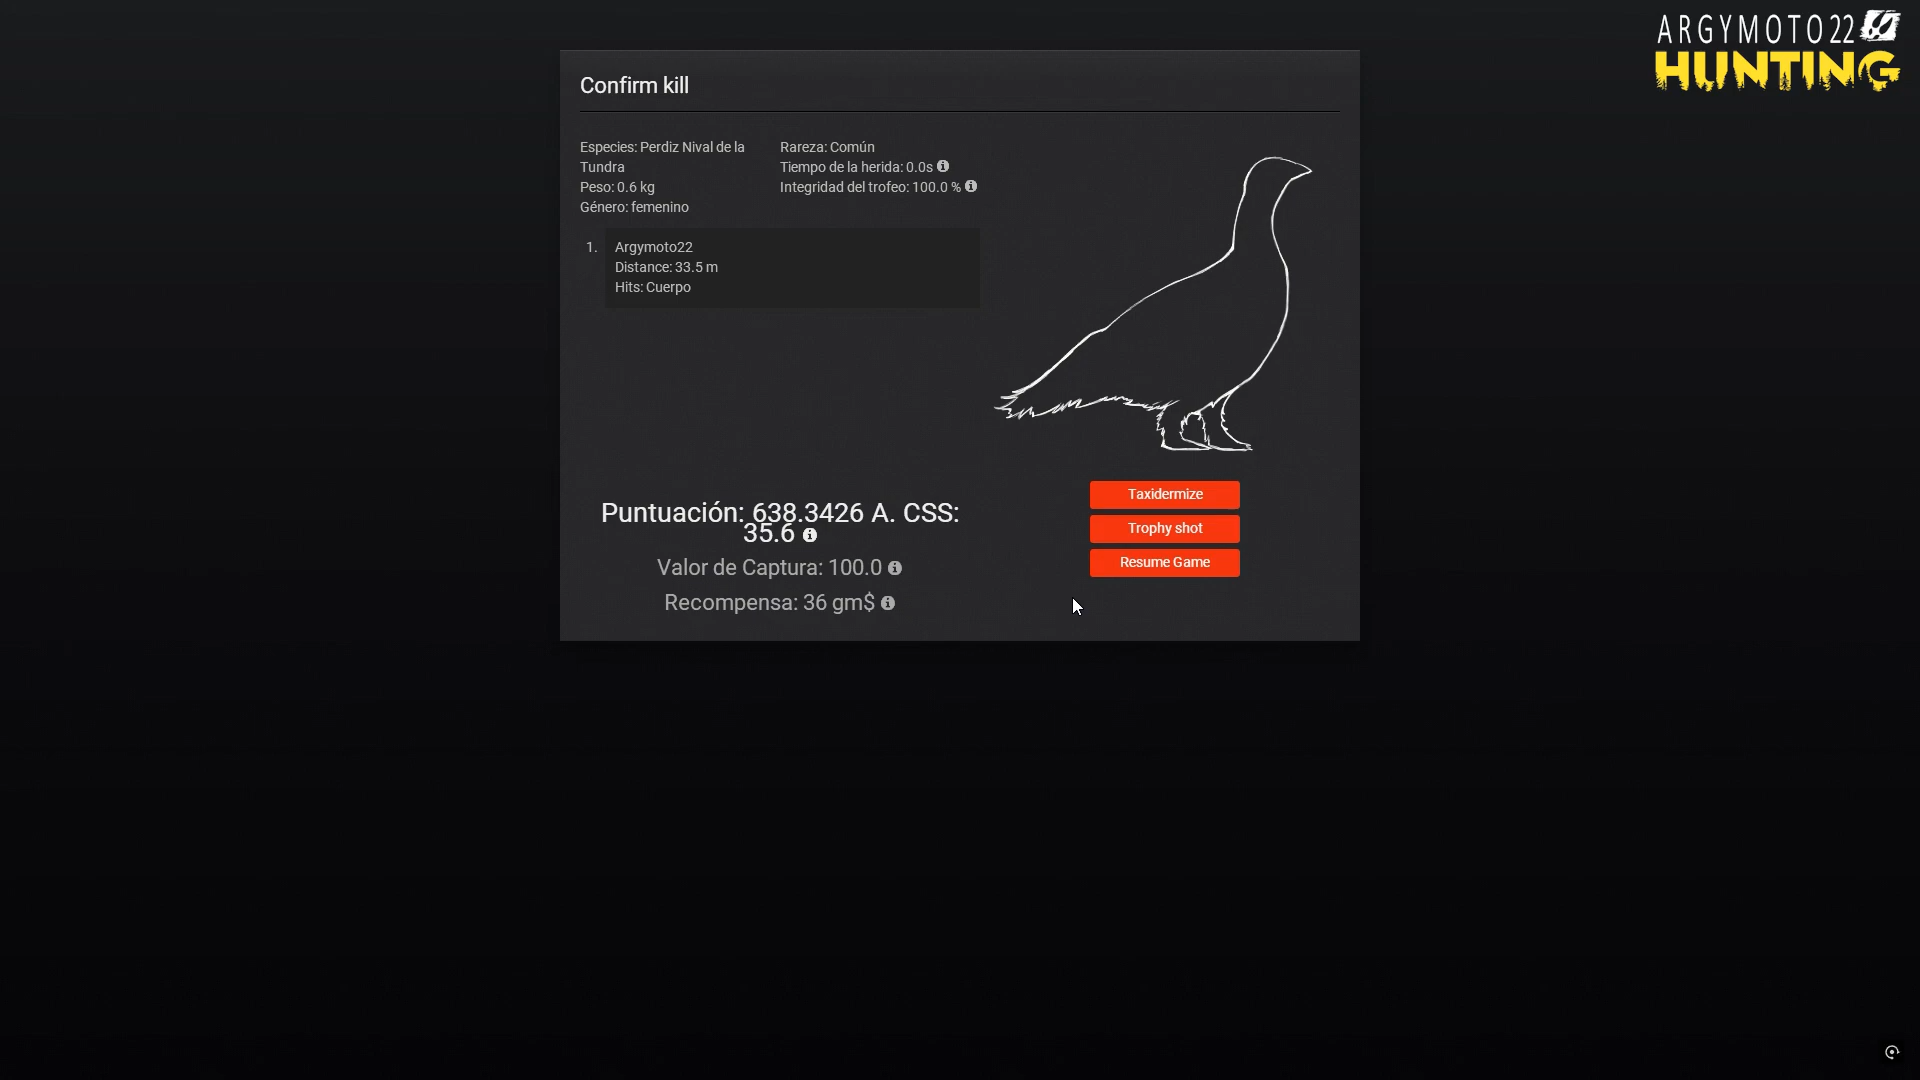 ARGYMOTO22
HUNTING
Confirm kill
Especies: Perdiz Nival de la
Tundra
Peso: 0.6 kg
Género: femenino
Rareza: Común
Tiempo de la herida: 0.0s
Integridad del trofeo: 100.0 %
1.
Argymoto22
Distance: 33.5 m
Hits: Cuerpo
Puntuación: 638.3426 A. CSS:
35.6
Valor de Captura: 100.0
Recompensa: 36 gm$
Taxidermize
Trophy shot
Resume Game